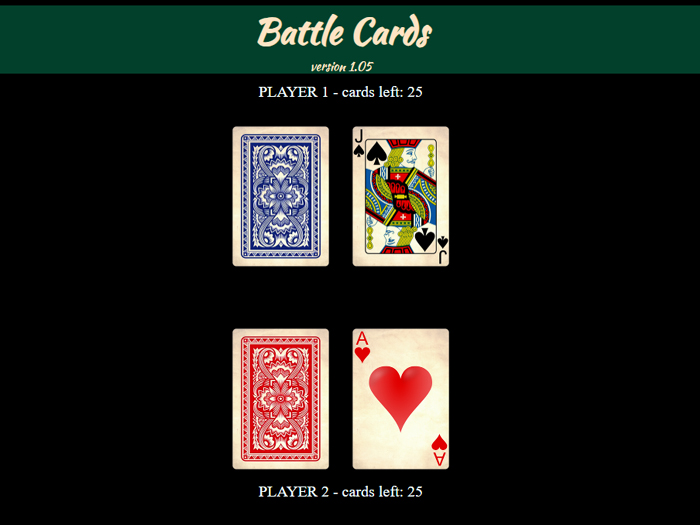 Battle Cards
version 1.05
PLAYER 1 - cards left: 25
J
J
A
A
PLAYER 2 - cards left: 25